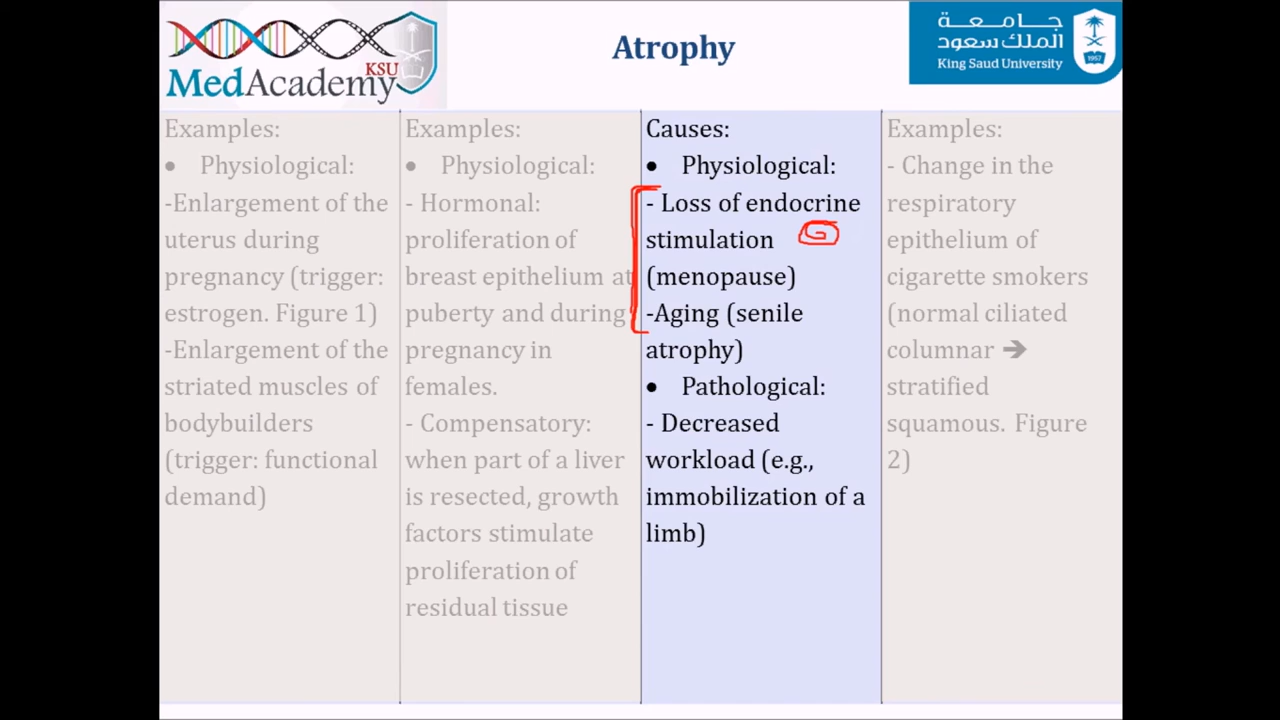 MedAcademy
KSU
Atrophy
جامعة
الملك سعود
King Saud University
1957
Examples:
• Physiological:
-Enlargement of the
uterus during
pregnancy (trigger:
estrogen. Figure 1)
-Enlargement of the
striated muscles of
bodybuilders
(trigger: functional
demand)
Examples:
• Physiological:
- Hormonal:
proliferation of
breast epithelium at
puberty and during
pregnancy in
females.
- Compensatory:
when part of a liver
is resected, growth
factors stimulate
proliferation of
residual tissue
Causes:
• Physiological:
- Loss of endocrine
stimulation
(menopause)
-Aging (senile
atrophy)
• Pathological:
- Decreased
workload (e.g.,
immobilization of a
limb)
Examples:
- Change in the
respiratory
epithelium of
cigarette smokers
(normal ciliated
columnar ➔
stratified
squamous. Figure
2)